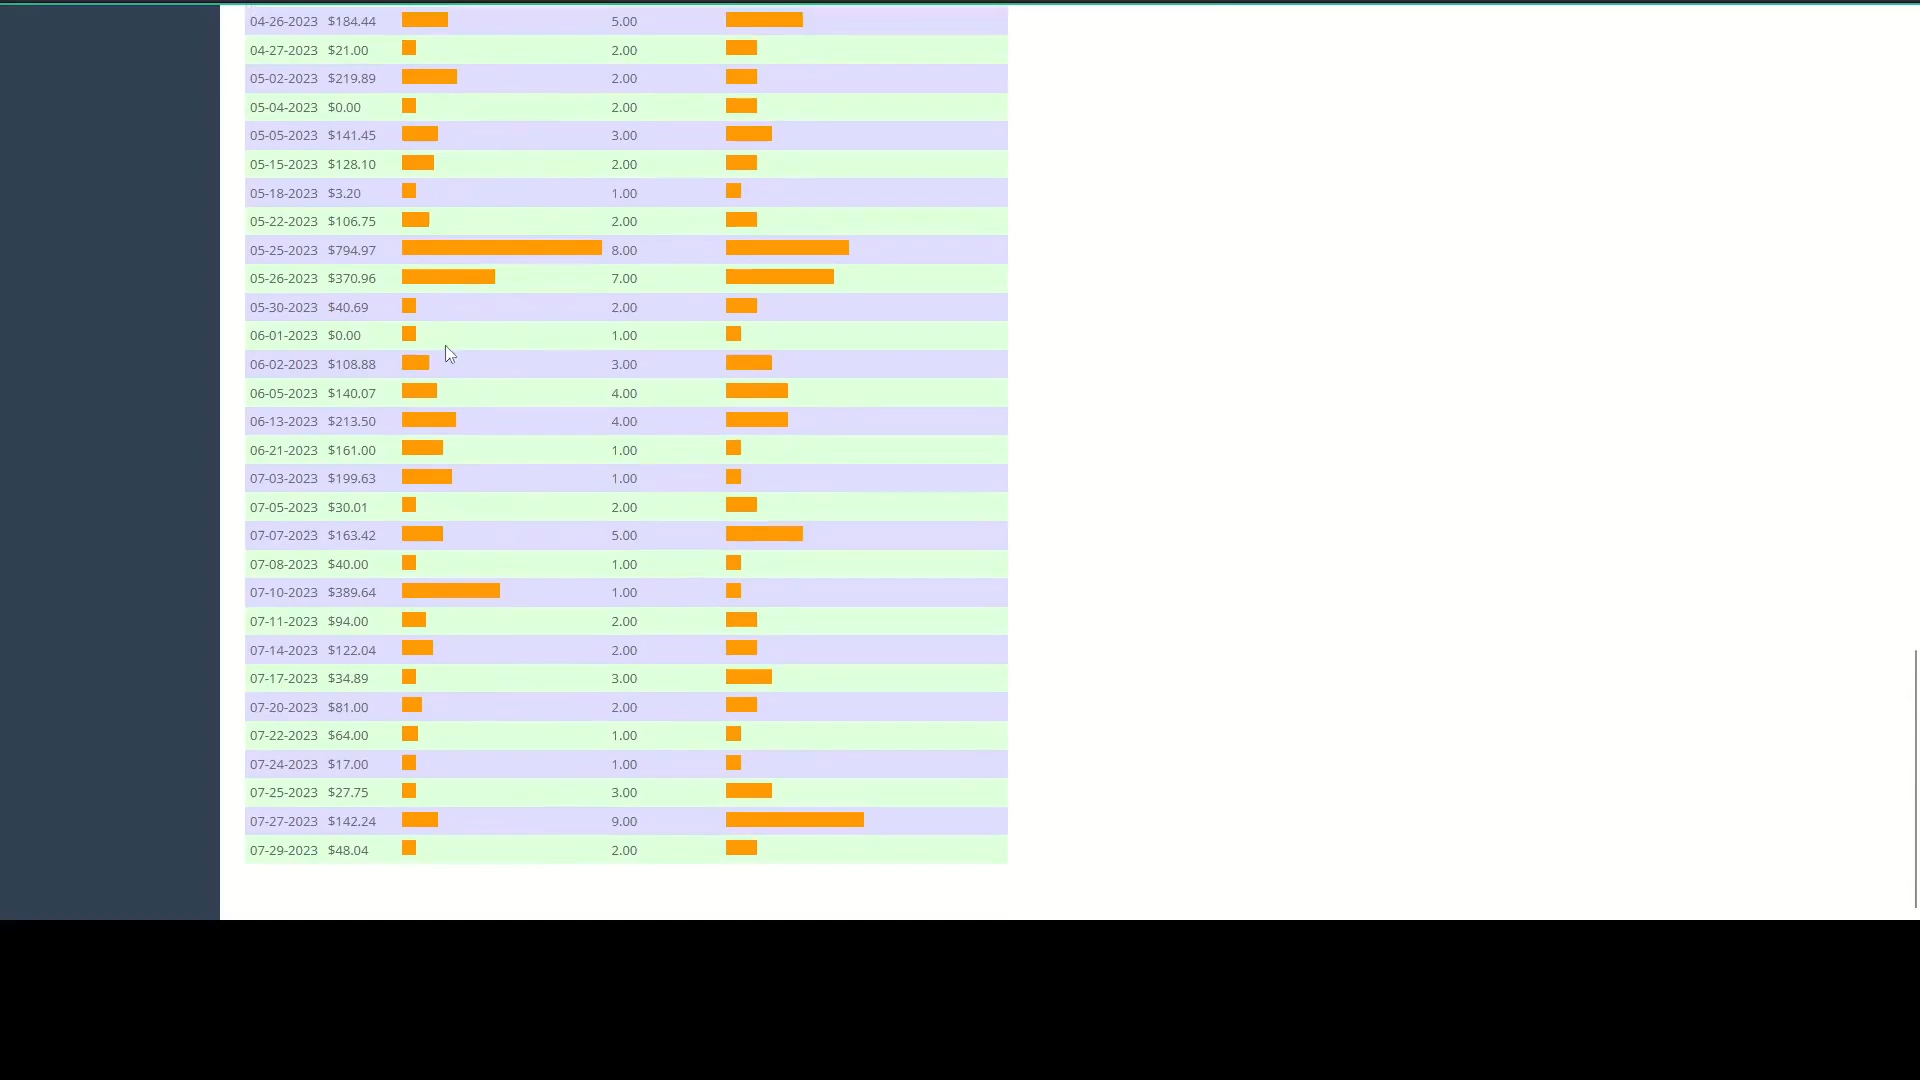 04-26-2023 $184.44 5.00
04-27-2023 $21.00 2.00
05-02-2023 $219.89 2.00
05-04-2023 $0.00 2.00
05-05-2023 $141.45 3.00
05-15-2023 $128.10 2.00
05-18-2023 $3.20 1.00
05-22-2023 $106.75 2.00
05-25-2023 $794.97 8.00
05-26-2023 $370.96 7.00
05-30-2023 $40.69 2.00
06-01-2023 $0.00 1.00
06-02-2023 $108.88 3.00
06-05-2023 $140.07 4.00
06-13-2023 $213.50 4.00
06-21-2023 $161.00 1.00
07-03-2023 $199.63 1.00
07-05-2023 $30.01 2.00
07-07-2023 $163.42 5.00
07-08-2023 $40.00 1.00
07-10-2023 $389.64 1.00
07-11-2023 $94.00 2.00
07-14-2023 $122.04 2.00
07-17-2023 $34.89 3.00
07-20-2023 $81.00 2.00
07-22-2023 $64.00 1.00
07-24-2023 $17.00 1.00
07-25-2023 $27.75 3.00
07-27-2023 $142.24 9.00
07-29-2023 $48.04 2.00